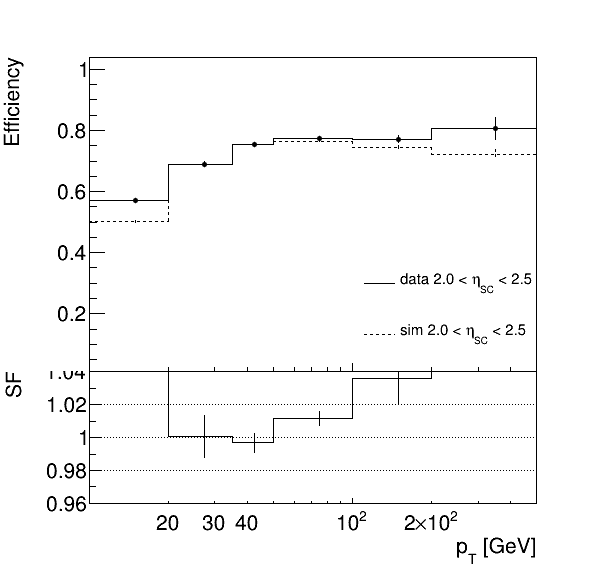 Efficiency
1
0.8
0.6
0.4
0.2
data 2.0 < η_SC < 2.5
sim 2.0 < η_SC < 2.5
SF
1.04
1.02
1
0.98
0.96
20 30 40 10² 2×10²
p_T [GeV]